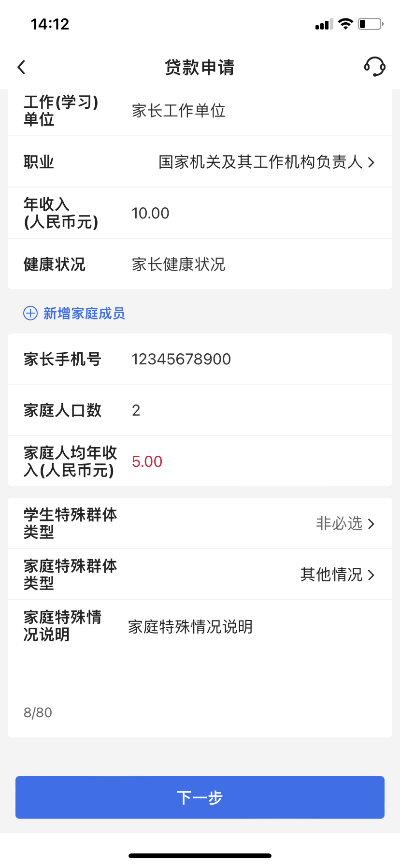 14:12
贷款申请
工作(学习)
单位
家长工作单位
职业
国家机关及其工作机构负责人
年收入
(人民币元)
10.00
健康状况
家长健康状况
新增家庭成员
家长手机号
12345678900
家庭人口数
2
家庭人均年收
入(人民币元)
5.00
学生特殊群体
类型
非必选
家庭特殊群体
类型
其他情况
家庭特殊情
况说明
家庭特殊情况说明
8/80
下一步